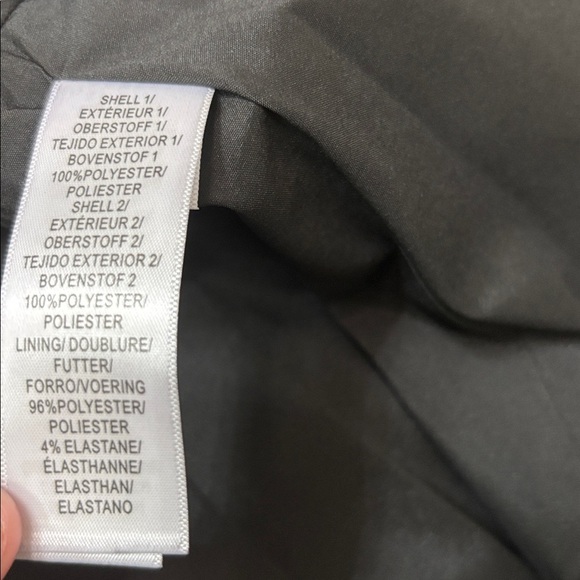 SHELL 1/
EXTÉRIEUR 1/
OBERSTOFF 1/
TEJIDO EXTERIOR 1/
BOVENSTOF 1
100%POLYESTER/
POLIESTER
SHELL 2/
EXTÉRIEUR 2/
OBERSTOFF 2/
TEJIDO EXTERIOR 2/
BOVENSTOF 2
100%POLYESTER/
POLIESTER
LINING/ DOUBLURE/
FUTTER/
FORRO/VOERING
96%POLYESTER/
POLIESTER
4% ELASTANE/
ÉLASTHANNE/
ELASTHAN/
ELASTANO